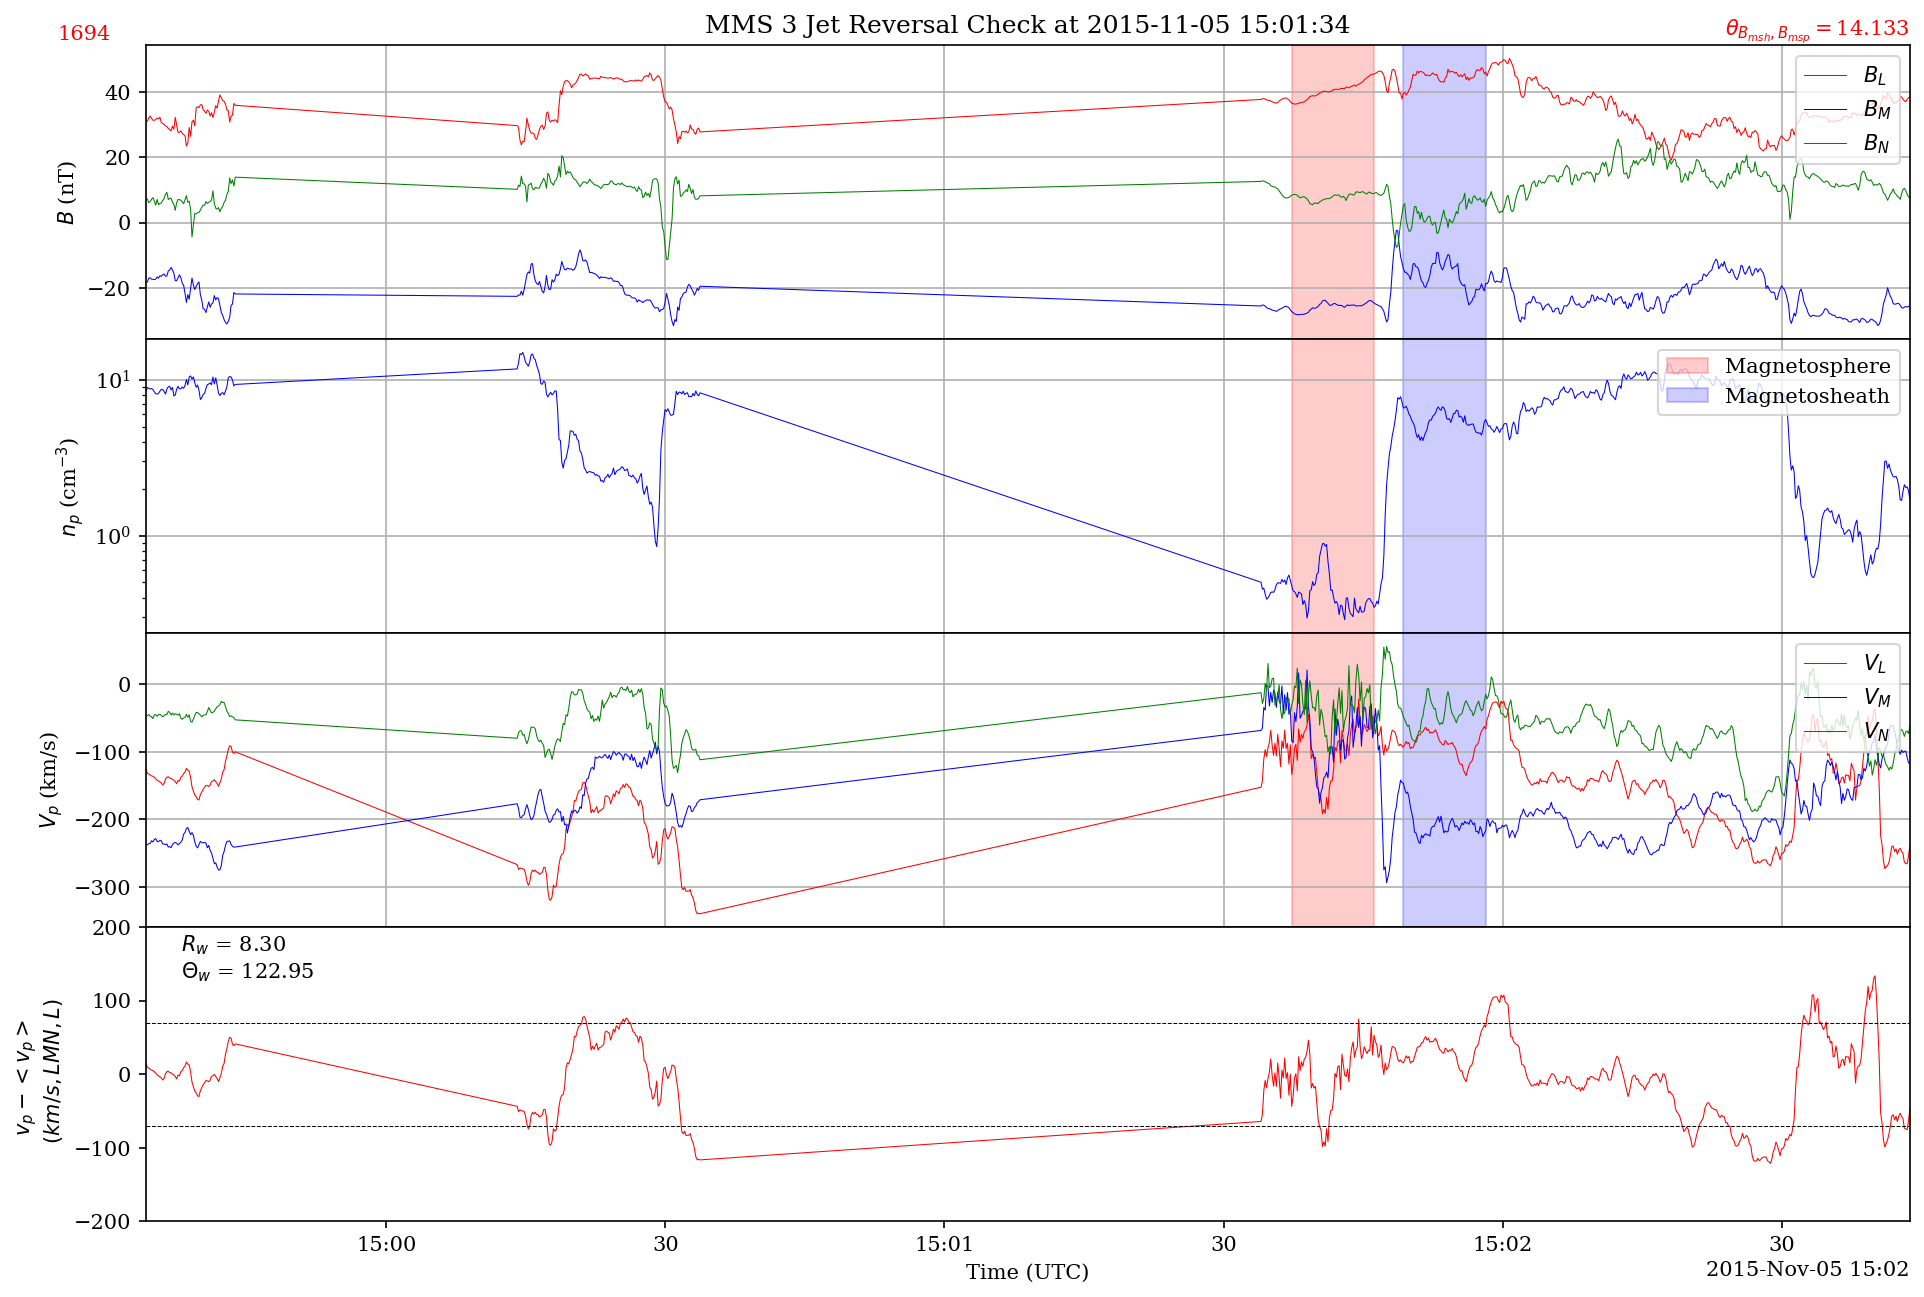 1694
MMS 3 Jet Reversal Check at 2015-11-05 15:01:34
θ_{B_{msh}, B_{msp}} = 14.133
B (nT)
40
20
0
−20
B_L
B_M
B_N
n_p (cm^{−3})
10^1
10^0
Magnetosphere
Magnetosheath
V_p (km/s)
0
−100
−200
−300
V_L
V_M
V_N
v_p − <v_p>
(km/s, LMN, L)
200
100
0
−100
−200
R_w = 8.30
Θ_w = 122.95
15:00
30
15:01
30
15:02
30
Time (UTC)
2015-Nov-05 15:02